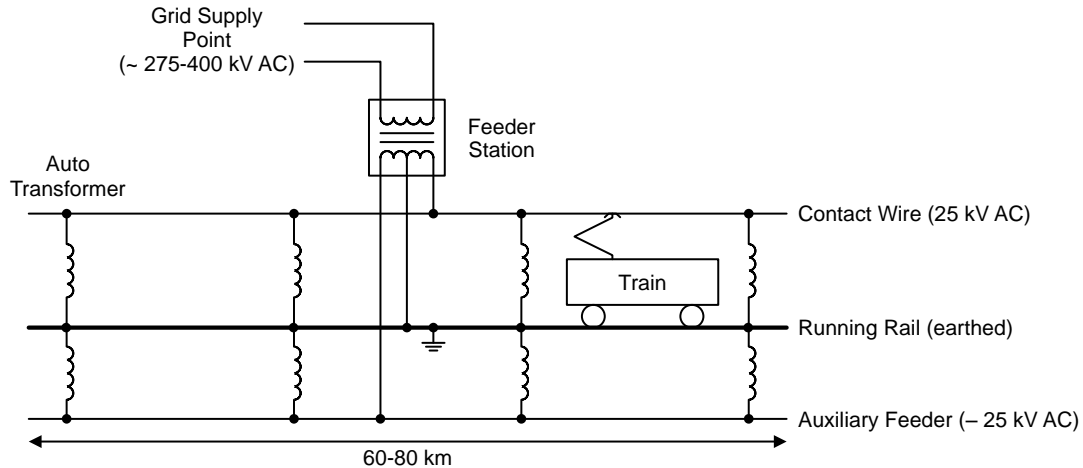 Grid Supply
Point
(~ 275-400 kV AC)
Feeder
Station
Auto
Transformer
Contact Wire (25 kV AC)
Train
Running Rail (earthed)
Auxiliary Feeder (– 25 kV AC)
60-80 km